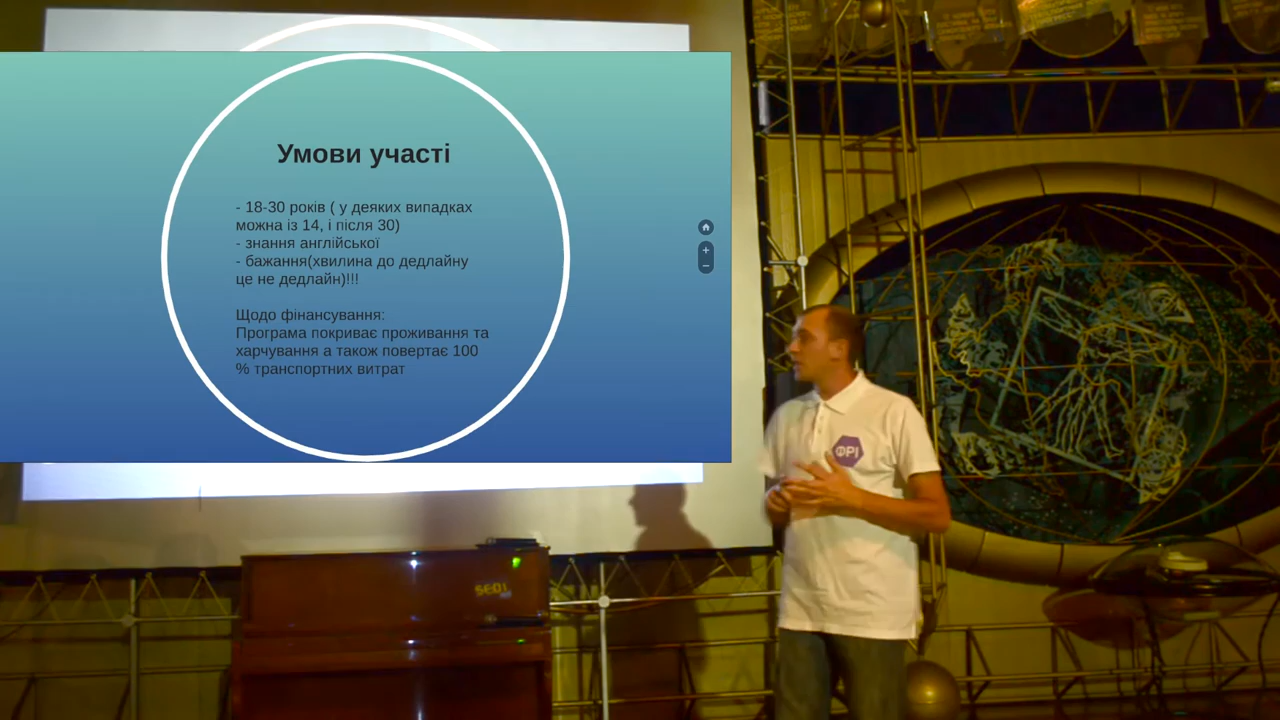 Умови участі
- 18-30 років ( у деяких випадках
можна із 14, і після 30)
- знання англійської
- бажання(хвилина до дедлайну
це не дедлайн)!!!
Щодо фінансування:
Програма покриває проживання та
харчування а також повертає 100
% транспортних витрат
ФРІ